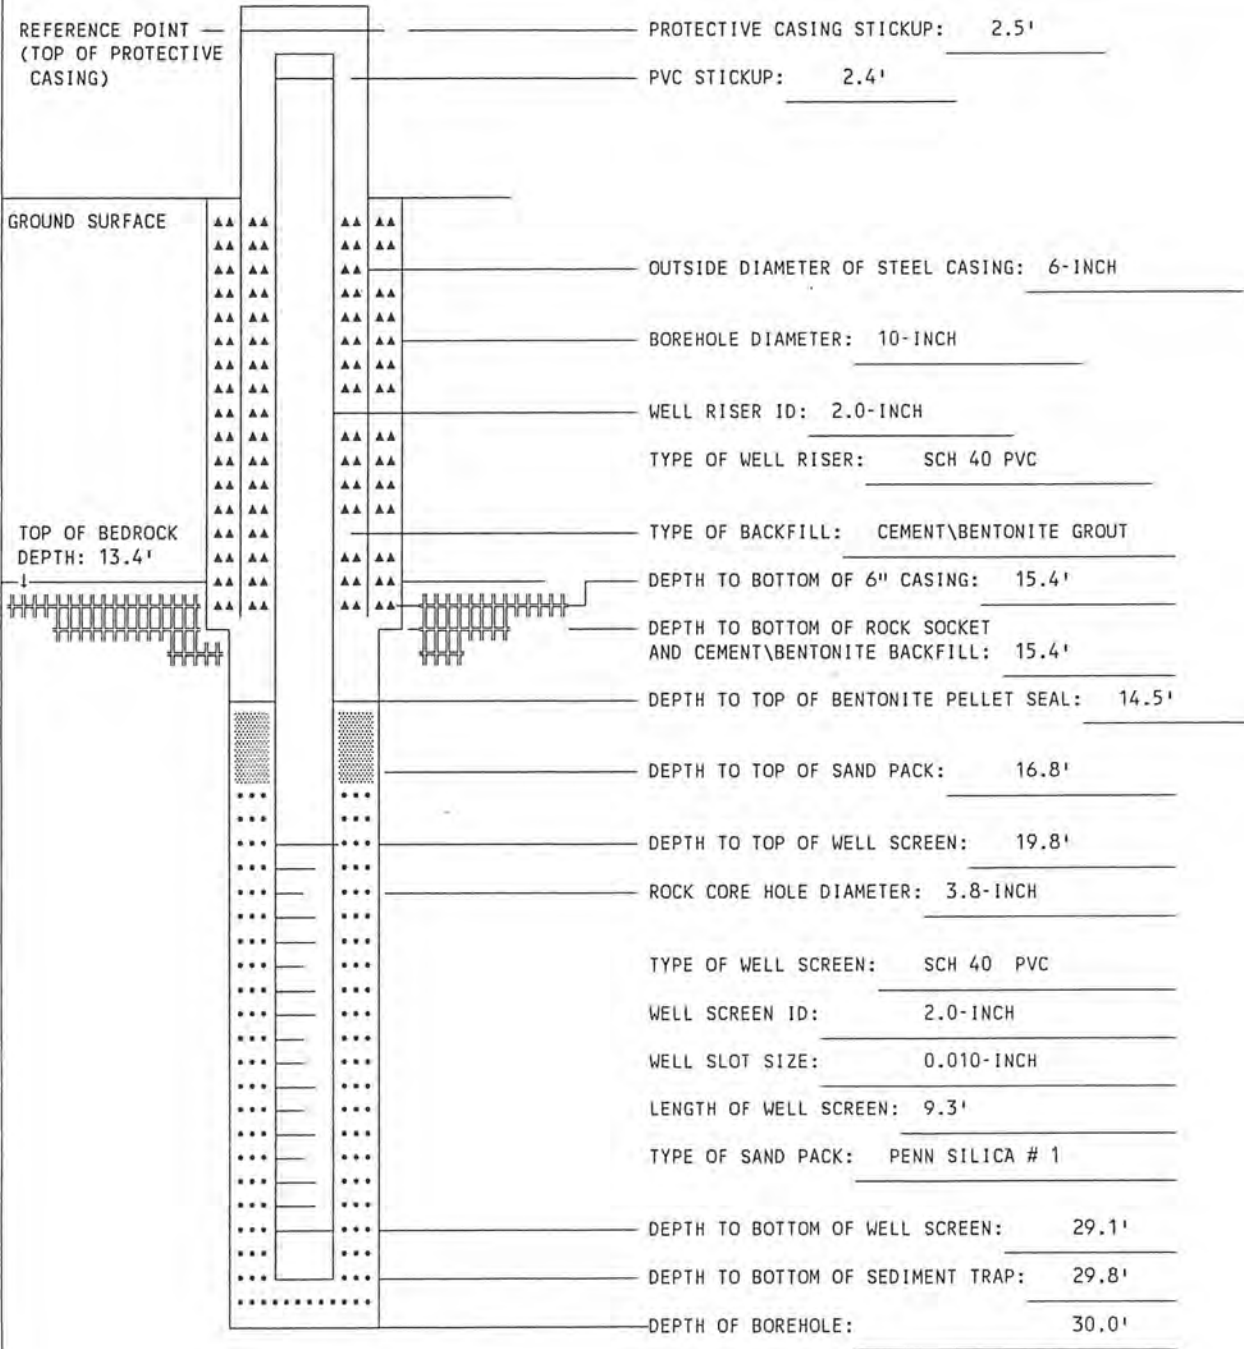 REFERENCE POINT
(TOP OF PROTECTIVE
CASING)
PROTECTIVE CASING STICKUP: 2.5'
PVC STICKUP: 2.4'
GROUND SURFACE
OUTSIDE DIAMETER OF STEEL CASING: 6-INCH
BOREHOLE DIAMETER: 10-INCH
WELL RISER ID: 2.0-INCH
TYPE OF WELL RISER: SCH 40 PVC
TOP OF BEDROCK
DEPTH: 13.4'
TYPE OF BACKFILL: CEMENT\BENTONITE GROUT
DEPTH TO BOTTOM OF 6" CASING: 15.4'
DEPTH TO BOTTOM OF ROCK SOCKET
AND CEMENT\BENTONITE BACKFILL: 15.4'
DEPTH TO TOP OF BENTONITE PELLET SEAL: 14.5'
DEPTH TO TOP OF SAND PACK: 16.8'
DEPTH TO TOP OF WELL SCREEN: 19.8'
ROCK CORE HOLE DIAMETER: 3.8-INCH
TYPE OF WELL SCREEN: SCH 40 PVC
WELL SCREEN ID: 2.0-INCH
WELL SLOT SIZE: 0.010-INCH
LENGTH OF WELL SCREEN: 9.3'
TYPE OF SAND PACK: PENN SILICA # 1
DEPTH TO BOTTOM OF WELL SCREEN: 29.1'
DEPTH TO BOTTOM OF SEDIMENT TRAP: 29.8'
DEPTH OF BOREHOLE: 30.0'